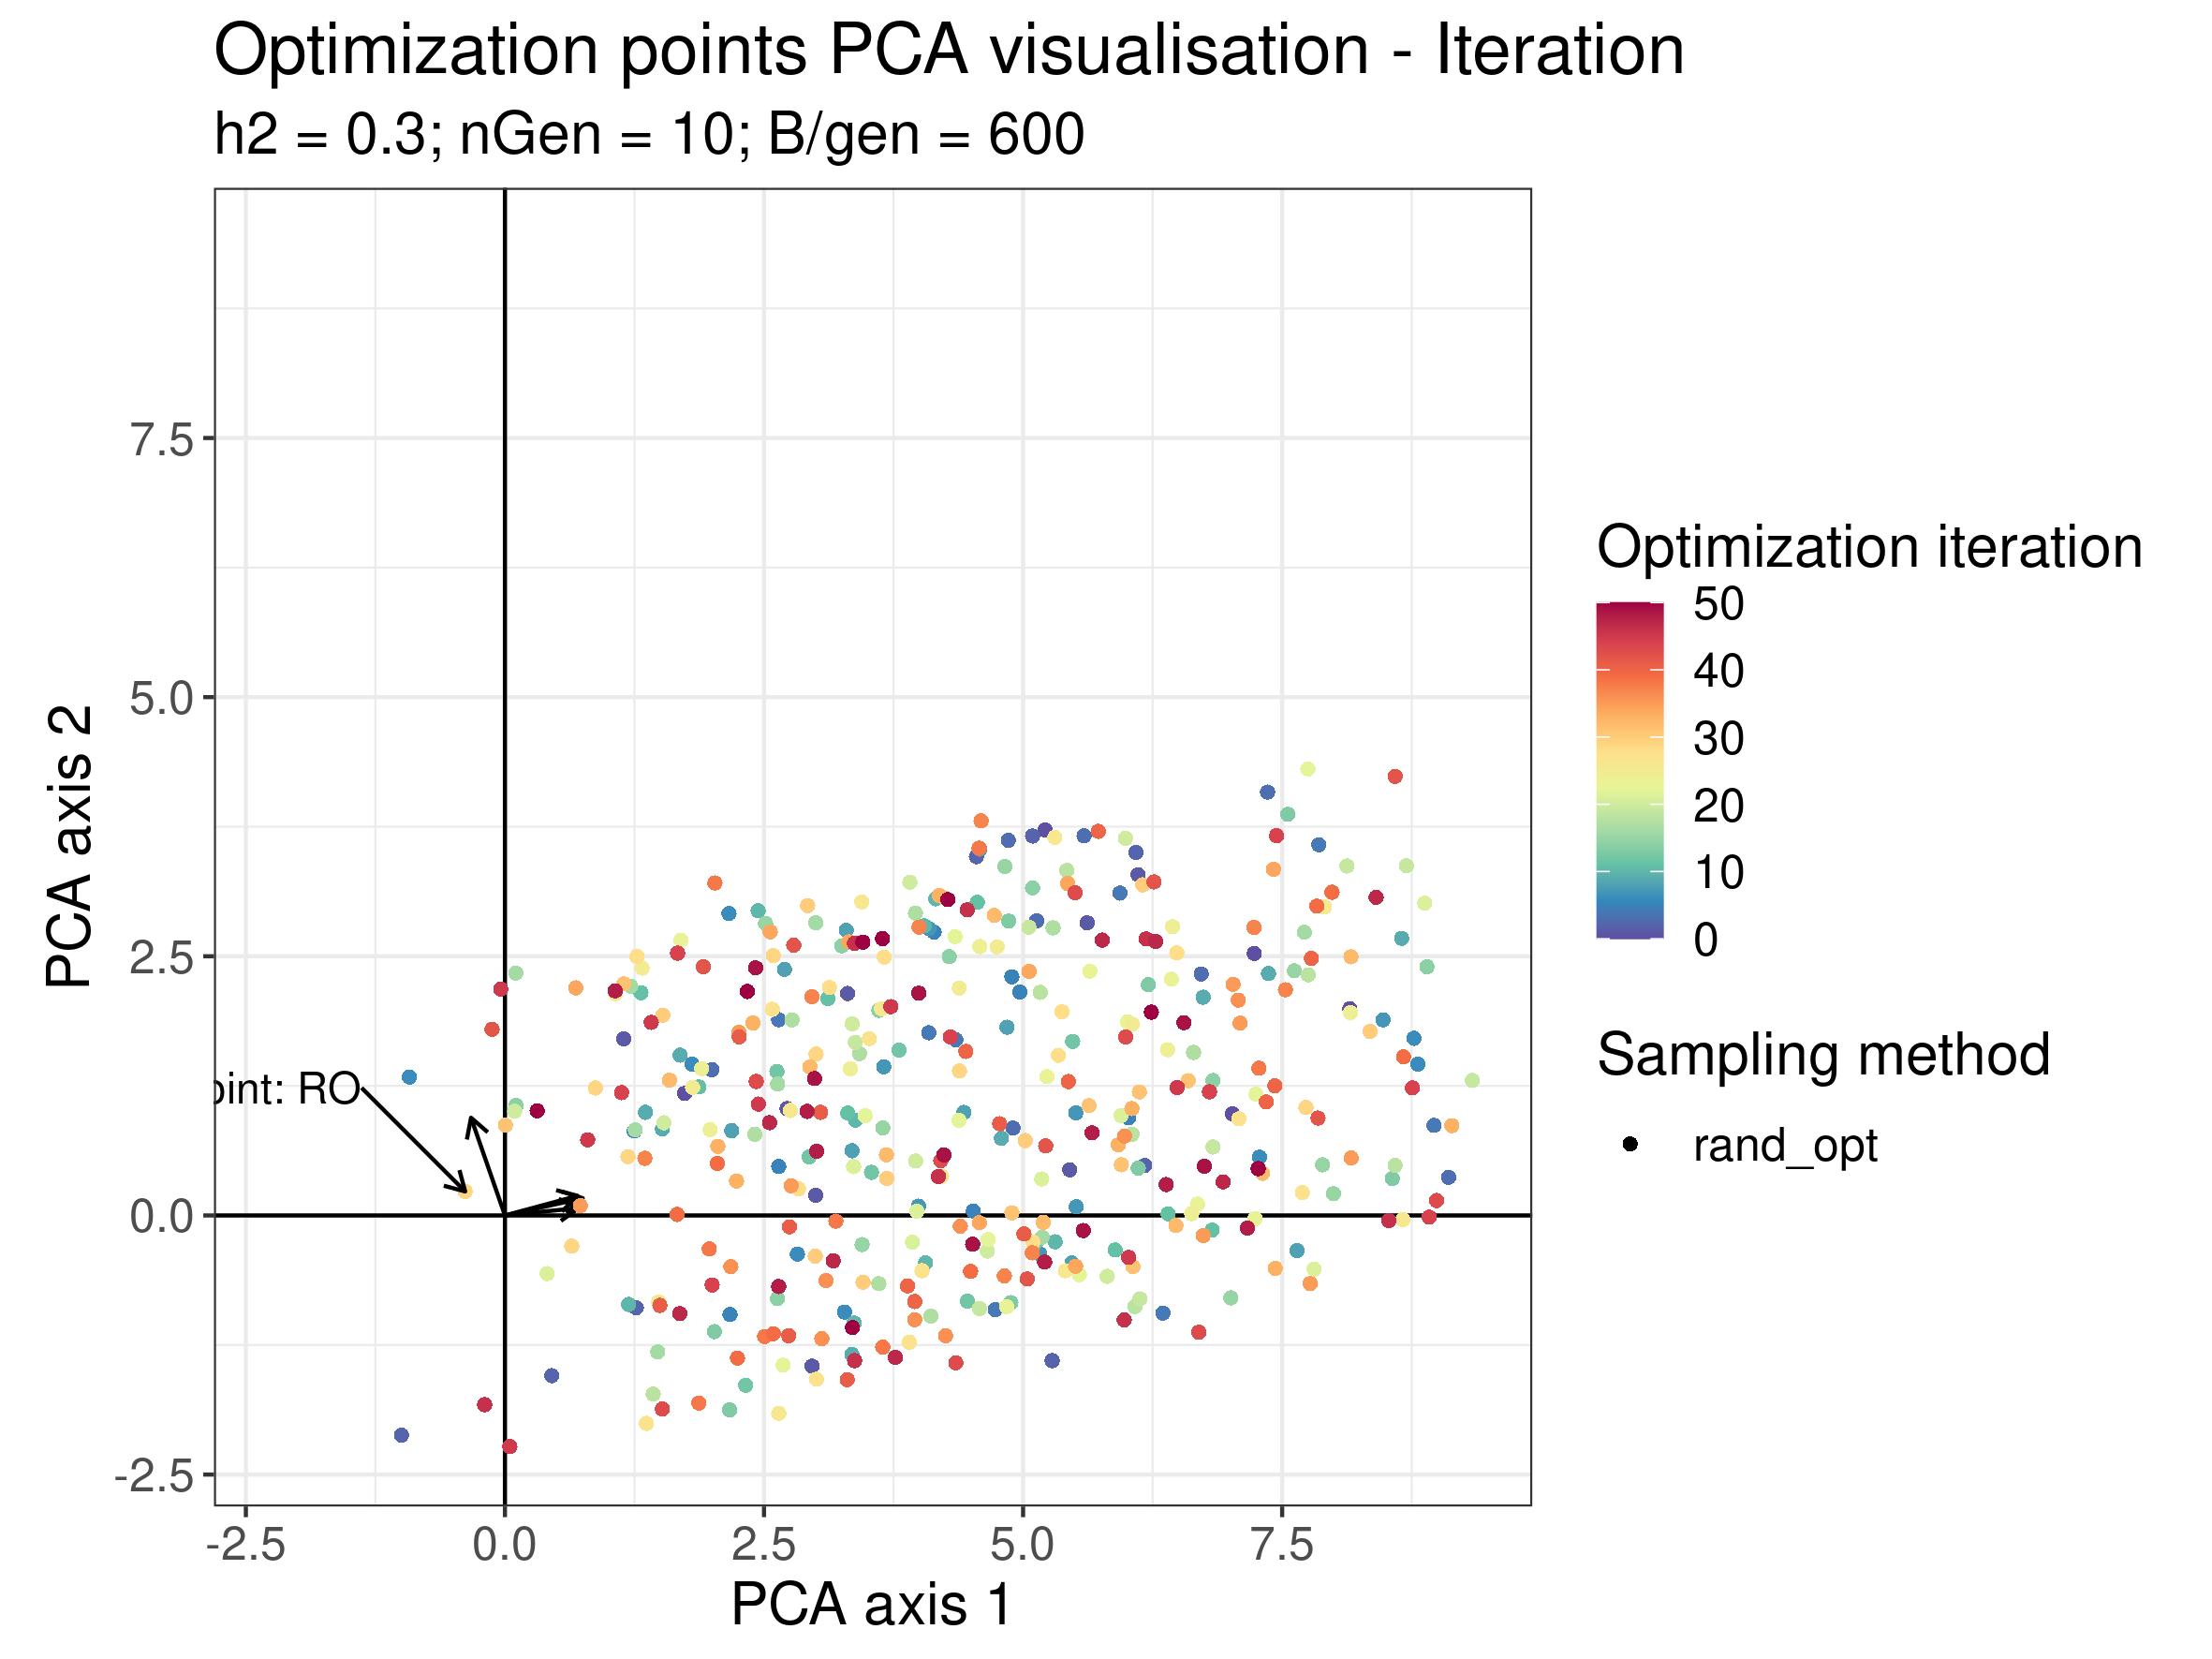 Optimization points PCA visualisation - Iteration
h2 = 0.3; nGen = 10; B/gen = 600
7.5
5.0
2.5
0.0
-2.5
PCA axis 2
oint: RO
-2.5
0.0
2.5
5.0
7.5
PCA axis 1
Optimization iteration
50
40
30
20
10
0
Sampling method
rand_opt